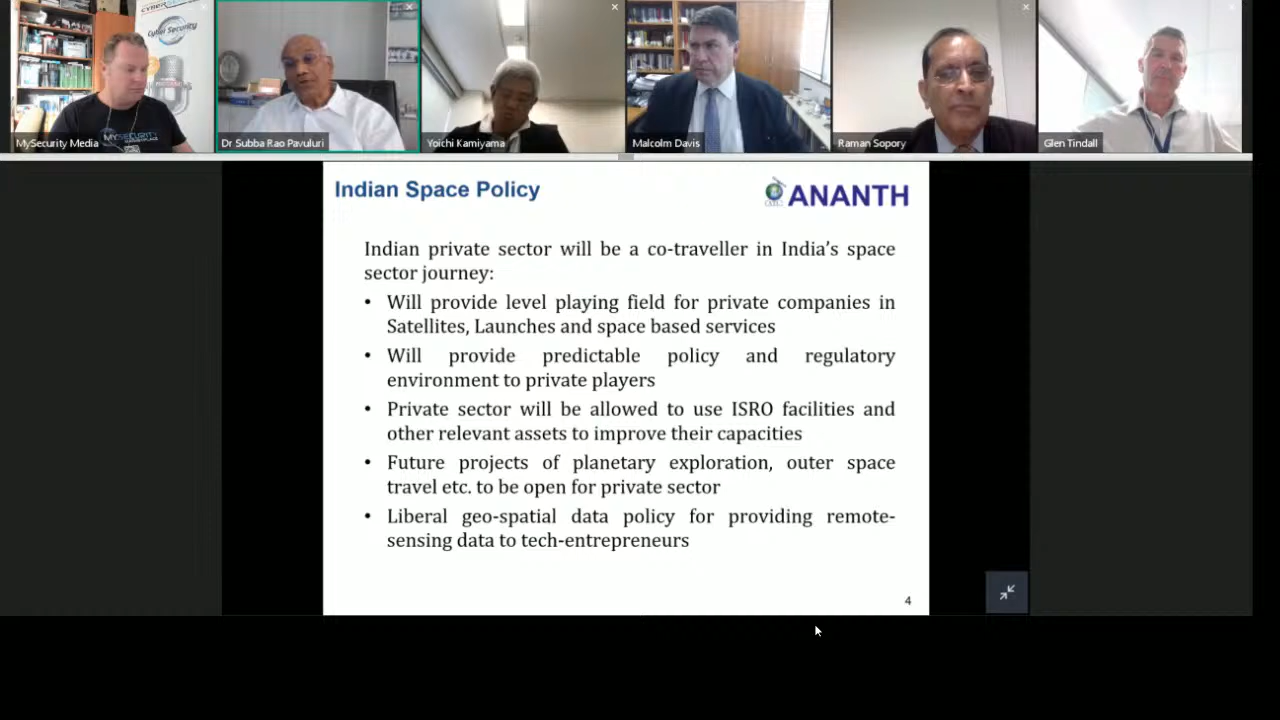 CYBERSE
Cyber Security
MYSECURITY
MySecurity Media
Dr Subba Rao Pavuluri
Yoichi Kamiyama
Malcolm Davis
Raman Sopory
Glen Tindall
Indian Space Policy
ANANTH
Indian private sector will be a co-traveller in India’s space
sector journey:
• Will provide level playing field for private companies in
Satellites, Launches and space based services
• Will provide predictable policy and regulatory
environment to private players
• Private sector will be allowed to use ISRO facilities and
other relevant assets to improve their capacities
• Future projects of planetary exploration, outer space
travel etc. to be open for private sector
• Liberal geo-spatial data policy for providing remote-
sensing data to tech-entrepreneurs
4